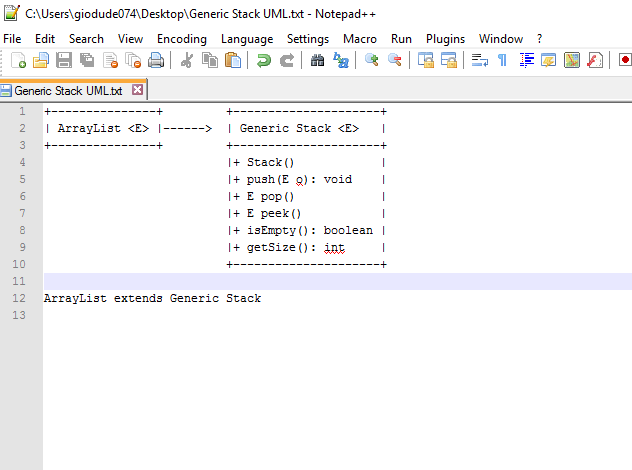 C:\Users\giodude074\Desktop\Generic Stack UML.txt - Notepad++
File Edit Search View Encoding Language Settings Macro Run Plugins Window ?
Generic Stack UML.txt
1 +--------------+         +--------------------+
2 | ArrayList <E> |------>  | Generic Stack <E>   |
3 +--------------+         +--------------------+
4 |+ Stack()            |
5 |+ push(E o): void    |
6 |+ E pop()            |
7 |+ E peek()           |
8 |+ isEmpty(): boolean |
9 |+ getSize(): int     |
10 +--------------------+
11
12 ArrayList extends Generic Stack
13